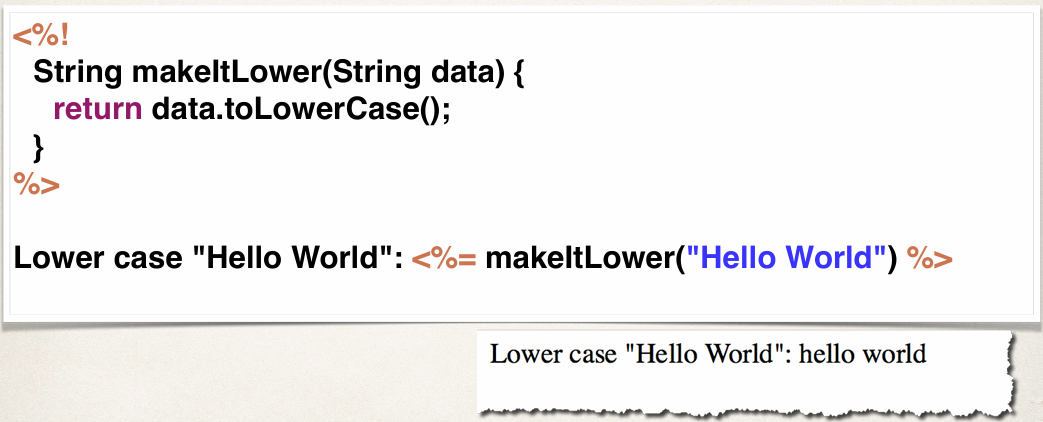 <%!
String makeItLower(String data) {
return data.toLowerCase();
}
%>
Lower case "Hello World": <%= makeItLower("Hello World") %>
Lower case "Hello World": hello world